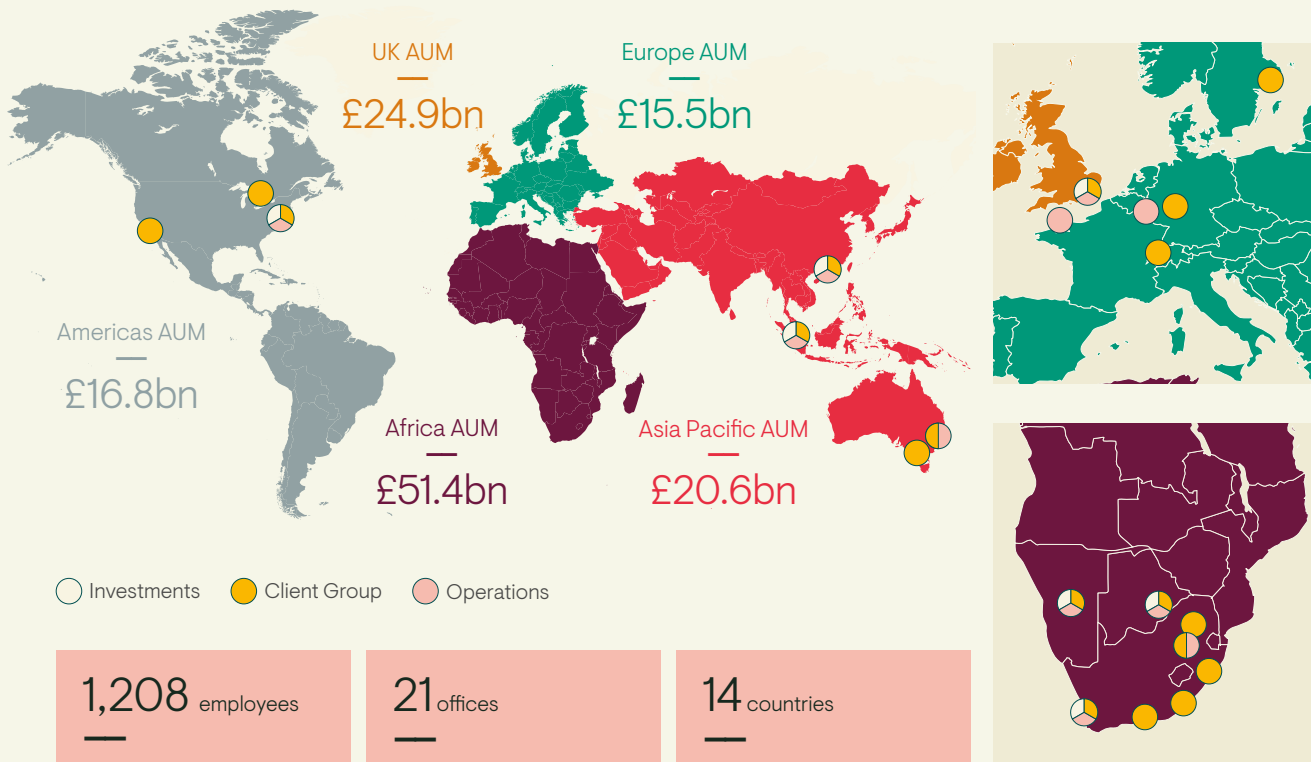 UK AUM
£24.9bn
Europe AUM
£15.5bn
Americas AUM
£16.8bn
Africa AUM
£51.4bn
Asia Pacific AUM
£20.6bn
Investments
Client Group
Operations
1,208 employees
21 offices
14 countries